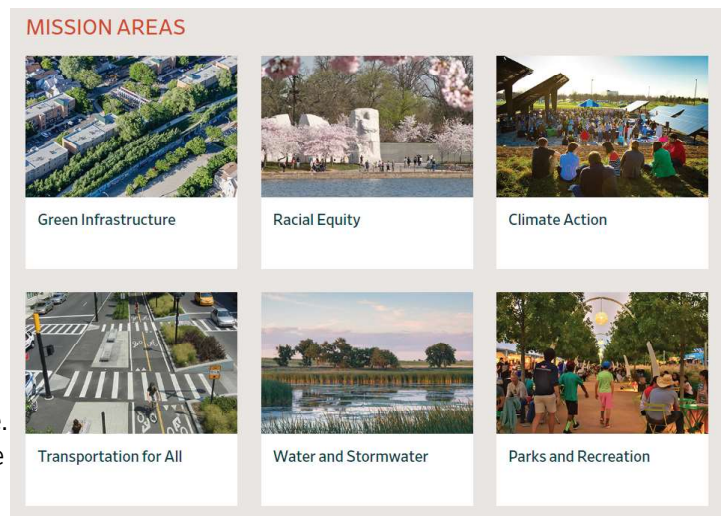 MISSION AREAS
Green Infrastructure
Racial Equity
Climate Action
Transportation for All
Water and Stormwater
Parks and Recreation